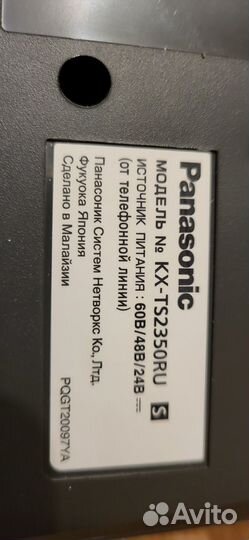 Panasonic
МОДЕЛЬ № KX-TS2350RU S
ИСТОЧНИК ПИТАНИЯ : 60В/48В/24В ⎓
(от телефонной линии)
Панасоник Систем Нетворкс Ко., Лтд.
Фукуока Япония
Сделано в Малайзии
PQGT20097YA
Avito